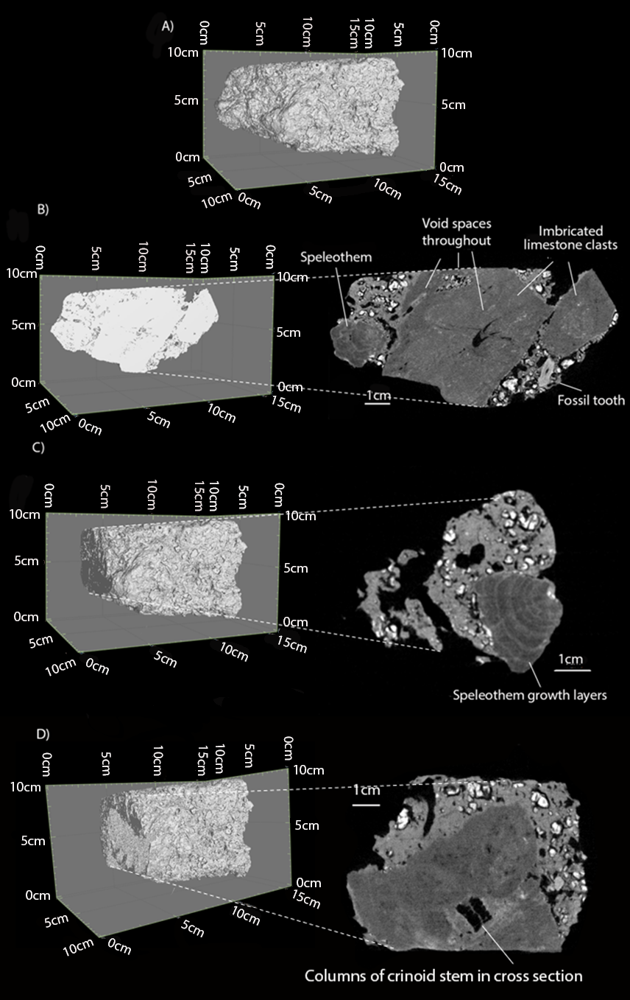 A)
0cm 5cm 10cm 15cm 10cm 5cm 0cm
10cm 10cm
5cm 5cm
0cm 0cm
5cm 15cm
10cm 0cm 5cm 10cm
B)
Void spaces
throughout
Imbricated
limestone clasts
Speleothem
0cm 5cm 10cm 15cm 10cm 5cm 0cm
10cm 10cm
5cm 5cm
0cm 0cm
5cm 15cm
10cm 0cm 5cm 10cm
1cm
Fossil tooth
C)
0cm 5cm 10cm 15cm 10cm 5cm 0cm
10cm 10cm
5cm 5cm
0cm 0cm
5cm 15cm
10cm 0cm 5cm 10cm
1cm
Speleothem growth layers
D)
0cm 5cm 10cm 15cm 10cm 5cm 0cm
10cm 10cm
5cm 5cm
0cm 0cm
5cm 15cm
10cm 0cm 5cm 10cm
1cm
Columns of crinoid stem in cross section